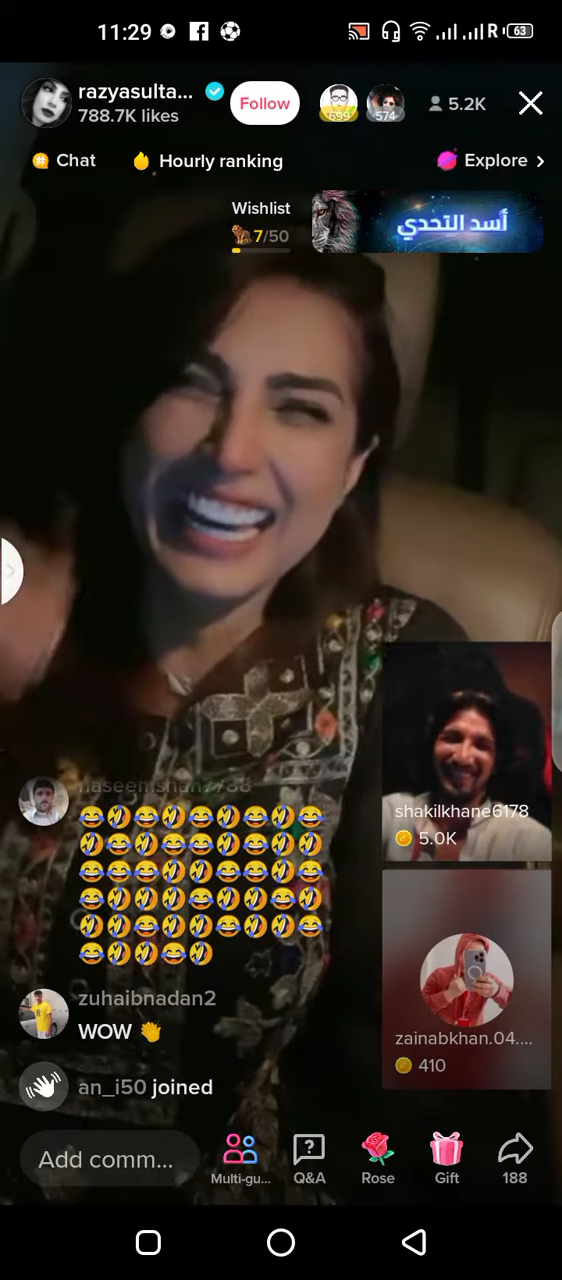 11:29
R
63
razyasulta...
788.7K likes
Follow
699
574
5.2K
Chat
Hourly ranking
Explore
Wishlist
7/50
أسد التحدي
naseemshah7788
😂🤣😂🤣😂🤣😂🤣😂
🤣😂🤣😂😂🤣😂🤣🤣
😂😂😂🤣🤣😂😂🤣🤣
😂🤣🤣🤣😂🤣🤣😂🤣
🤣🤣😂🤣🤣😂🤣🤣😂
😂🤣🤣😂🤣
shakilkhane6178
5.0K
zuhaibnadan2
WOW 👏
zainabkhan.04....
410
an_i50 joined
Add comm...
Multi-gu...
Q&A
Rose
Gift
188